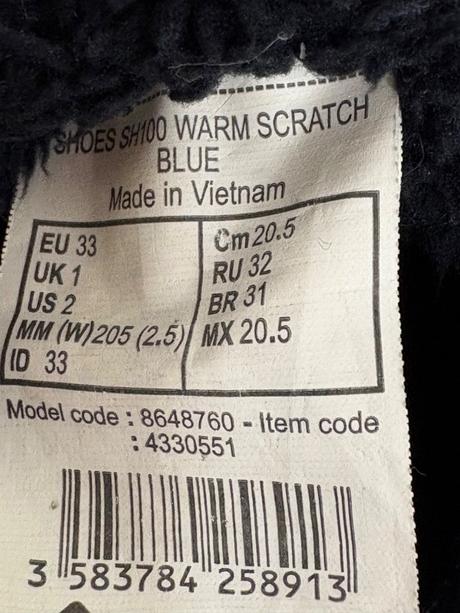 SHOES SH100 WARM SCRATCH
BLUE
Made in Vietnam
EU 33
UK 1
US 2
MM (W)205 (2.5)
ID 33
Cm 20.5
RU 32
BR 31
MX 20.5
Model code : 8648760 - Item code
: 4330551
3 583784 258913